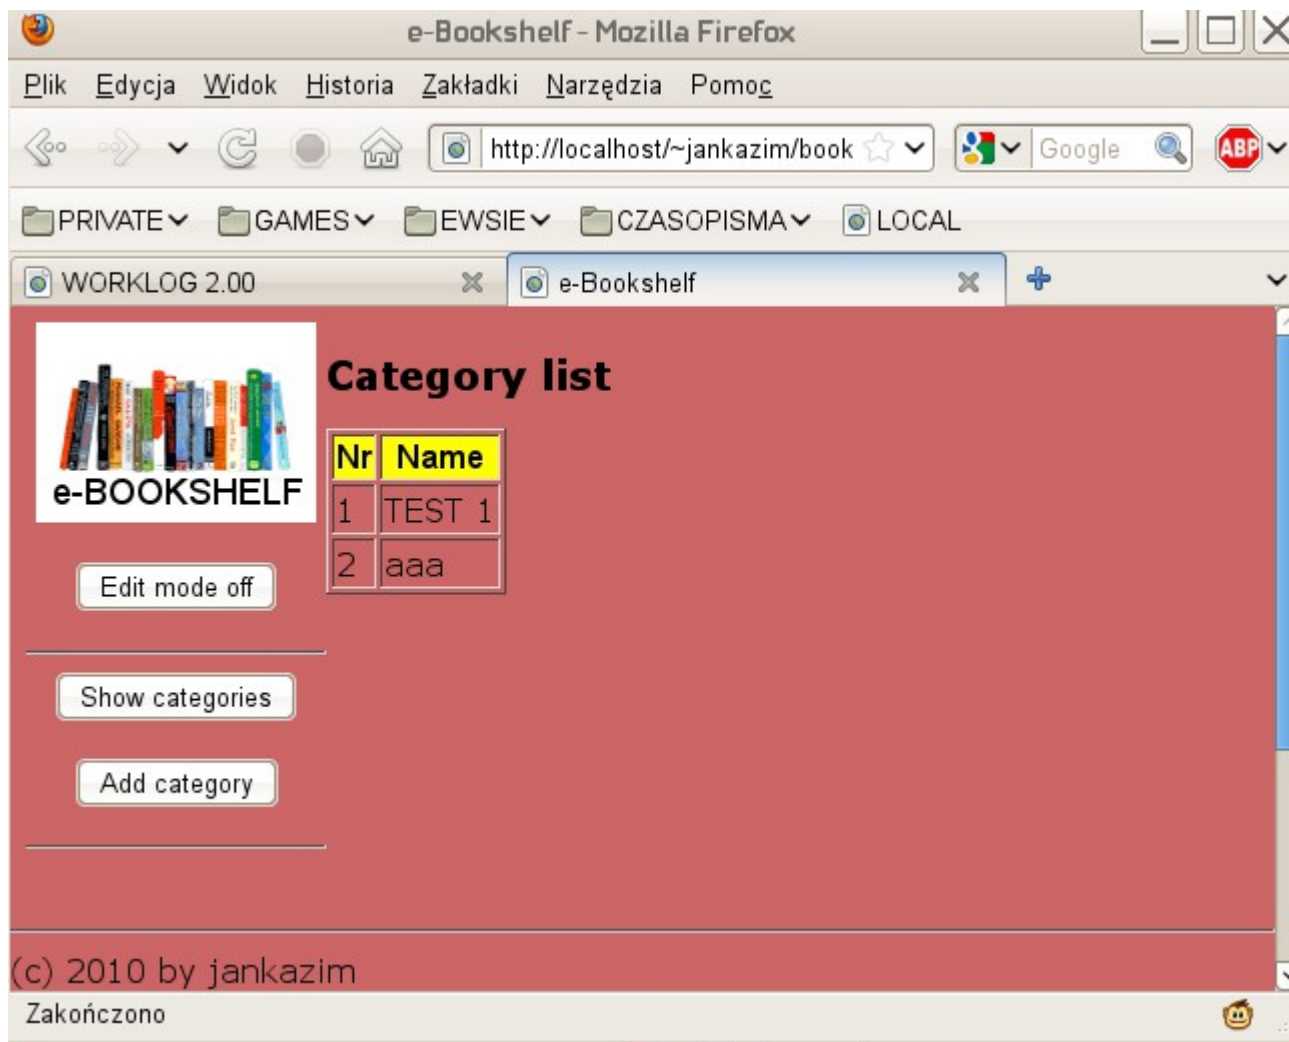 e-Bookshelf - Mozilla Firefox
Plik Edycja Widok Historia Zakładki Narzędzia Pomoc
http://localhost/~jankazim/book Google ABP
PRIVATE GAMES EWSIE CZASOPISMA LOCAL
WORKLOG 2.00 e-Bookshelf
Category list
Nr Name
1 TEST 1
2 aaa
e-BOOKSHELF
Edit mode off
Show categories
Add category
(c) 2010 by jankazim
Zakończono